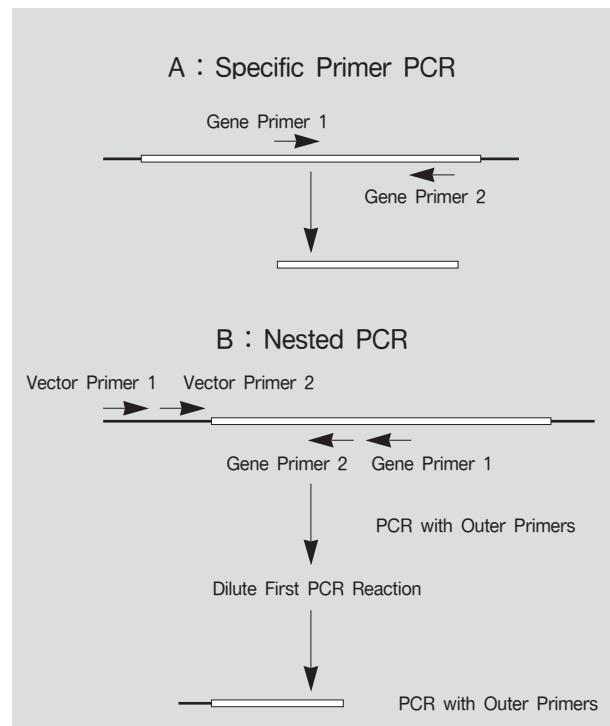 A : Specific Primer PCR
Gene Primer 1
Gene Primer 2
B : Nested PCR
Vector Primer 1 Vector Primer 2
Gene Primer 2 Gene Primer 1
PCR with Outer Primers
Dilute First PCR Reaction
PCR with Outer Primers